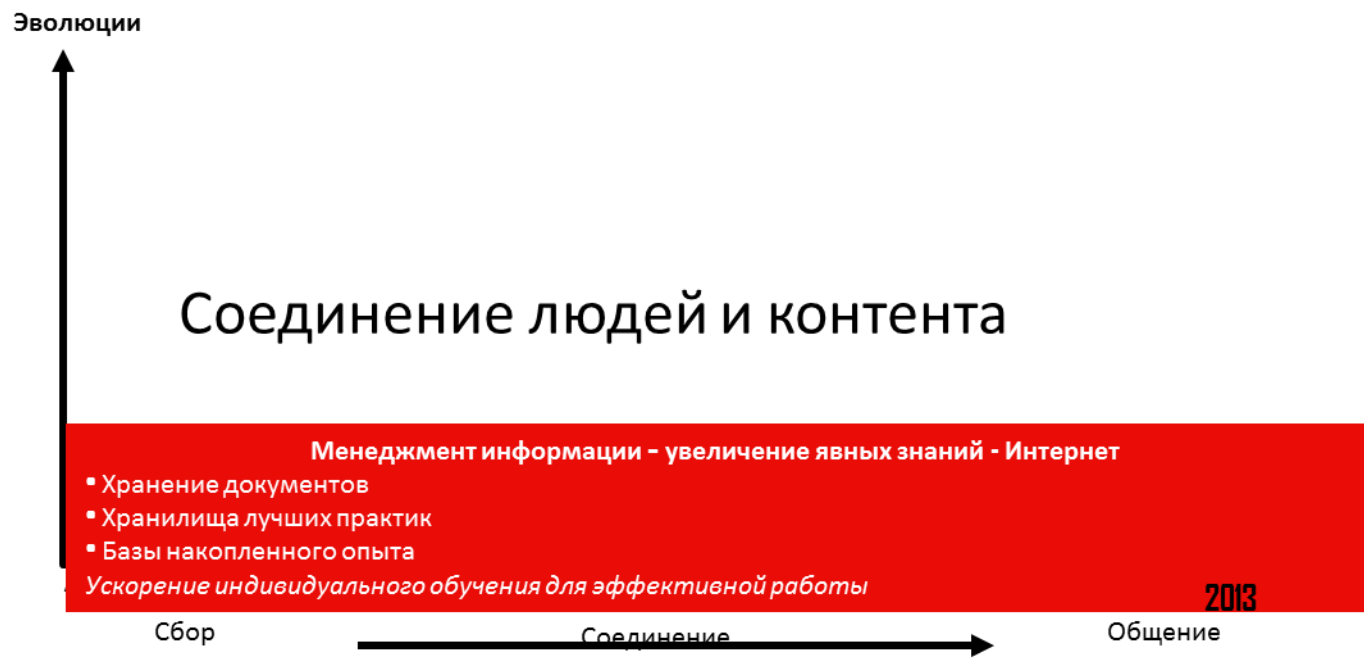 Эволюции
Соединение людей и контента
Менеджмент информации – увеличение явных знаний - Интернет
▪ Хранение документов
▪ Хранилища лучших практик
▪ Базы накопленного опыта
Ускорение индивидуального обучения для эффективной работы
2013
Сбор
Соединение
Общение